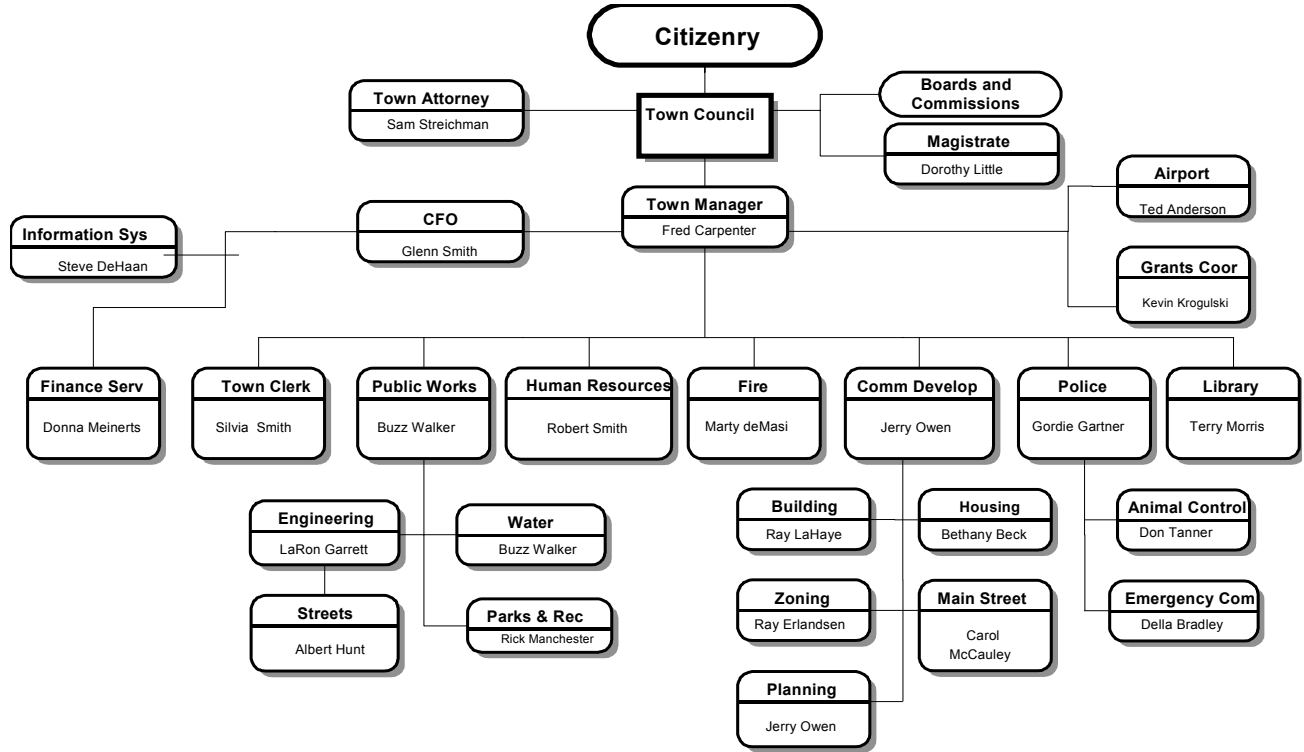 Citizenry
Town Attorney
Sam Streichman
Town Council
Boards and
Commissions
Magistrate
Dorothy Little
Airport
Ted Anderson
Town Manager
Fred Carpenter
CFO
Glenn Smith
Information Sys
Steve DeHaan
Grants Coor
Kevin Krogulski
Finance Serv
Donna Meinerts
Town Clerk
Silvia Smith
Public Works
Buzz Walker
Human Resources
Robert Smith
Fire
Marty deMasi
Comm Develop
Jerry Owen
Police
Gordie Gartner
Library
Terry Morris
Engineering
LaRon Garrett
Water
Buzz Walker
Building
Ray LaHaye
Housing
Bethany Beck
Animal Control
Don Tanner
Streets
Albert Hunt
Parks & Rec
Rick Manchester
Zoning
Ray Erlandsen
Main Street
Carol
McCauley
Emergency Com
Della Bradley
Planning
Jerry Owen